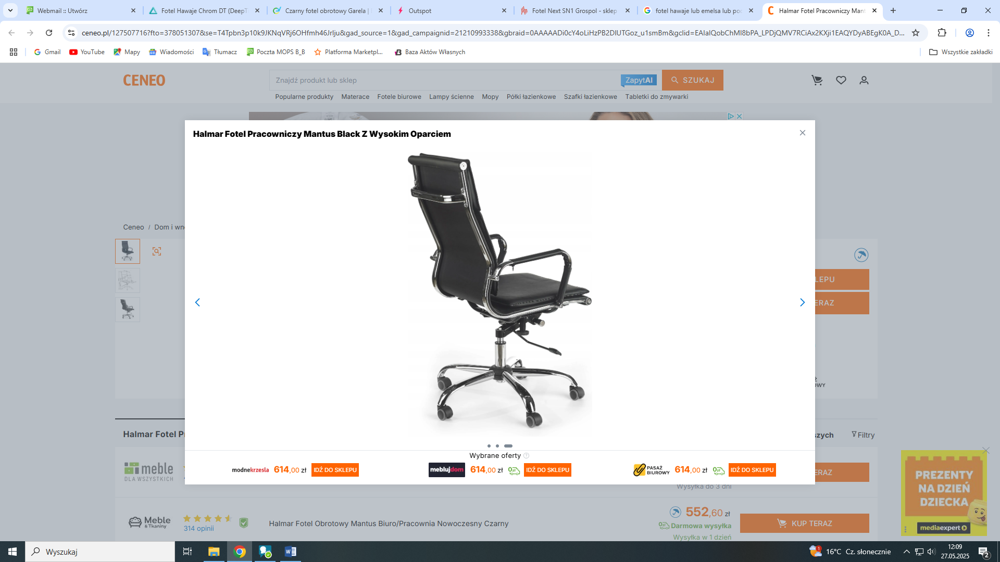 Webmail :: Utwórz
Fotel Hawaje Chrom DT (DeepT
Czarny fotel obrotowy Garela |
Outspot
Fotel Next SN1 Grospol - sklep
fotel hawaje lub emelsa lub poc
Halmar Fotel Pracowniczy Mant
ceneo.pl/127507716?fto=378051307&se=T4Tpbn3p10k9JKNqVRj6OHfmh46JrIju&gad_source=1&gad_campaignid=21210993338&gbraid=0AAAAADi0cY4oLiHzPB2DIUTGoz_u1smBm&gclid=EAIaIQobChMI8bPA_LPDjQMV7RCiAx2KXji1EAQYDyABEgK0A_D...
Gmail
YouTube
Mapy
Wiadomości
Tłumacz
Poczta MOPS B_B
Platforma Marketpl...
Baza Aktów Własnych
Wszystkie zakładki
CENEO
Znajdź produkt lub sklep
ZapytAI
SZUKAJ
Popularne produkty
Materace
Fotele biurowe
Lampy ścienne
Mopy
Półki łazienkowe
Szafki łazienkowe
Tabletki do zmywarki
Halmar Fotel Pracowniczy Mantus Black Z Wysokim Oparciem
Ceneo / Dom i wnę
LEPU
ERAZ
OWY
Halmar Fotel P
szych
Filtry
Wybrane oferty
modnekrzesla 614,00 zł IDŹ DO SKLEPU
meblujdom 614,00 zł IDŹ DO SKLEPU
PASAŻ BIUROWY 614,00 zł IDŹ DO SKLEPU
meble
DLA WSZYSTKICH
ERAZ
Wysyłka do 3 dni
Meble
& Tkaniny
314 opinii
Halmar Fotel Obrotowy Mantus Biuro/Pracownia Nowoczesny Czarny
552,60 zł
Darmowa wysyłka
Wysyłka w 1 dzień
KUP TERAZ
PREZENTY
NA DZIEŃ
DZIECKA
mediaexpert
Wyszukaj
16°C Cz. słonecznie
12:09
27.05.2025
2